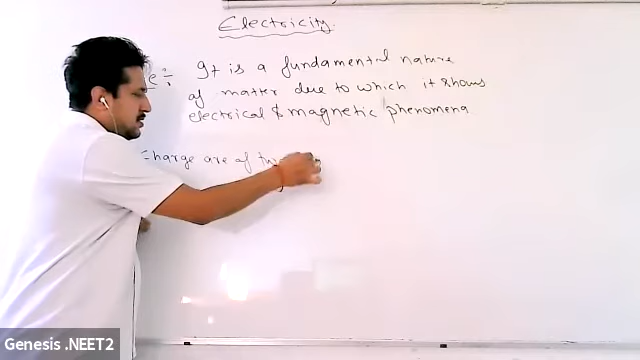 Electricity.
e :- It is a fundamental nature
of matter due to which it shows
electrical & magnetic phenomena
Charge are of
Genesis .NEET2